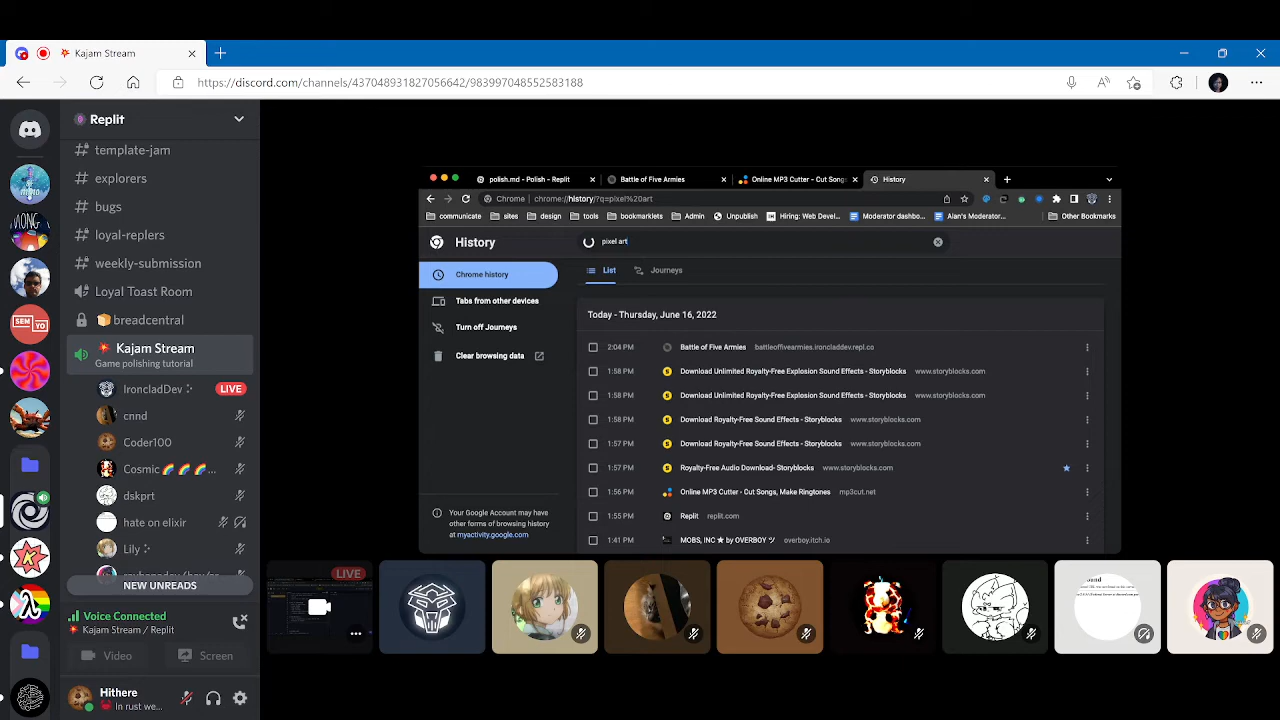 Kajam Stream
https://discord.com/channels/437048931827056642/983997048552583188
Replit
template-jam
explorers
bugs
weekly-submission
Loyal Toast Room
🍞 breadcentral
💥 Kajam Stream
Game polishing tutorial
IroncladDev
LIVE
cmd
Coder100
Cosmic 🌈🌈🌈...
dskprt
hate on elixir
Lily
NEW UNREADS
Voice Connected
Kajam Stream / Replit
Video
Screen
Hithere
In rust we...
polish.md - Polish - Replit
Battle of Five Armies
Online MP3 Cutter - Cut Songs
History
Chrome
chrome://history/?q=pixel%20art
communicate
sites
design
tools
bookmarklets
Admin
Unpublish
Hiring: Web Devel...
Moderator dashbo...
Alan's Moderator...
Other Bookmarks
History
pixel art
Chrome history
Tabs from other devices
Turn off Journeys
Clear browsing data
Your Google Account may have
other forms of browsing history
at myactivity.google.com
List
Journeys
Today - Thursday, June 16, 2022
2:04 PM Battle of Five Armies battleoffivearmies.ironcladdev.repl.co
1:58 PM Download Unlimited Royalty-Free Explosion Sound Effects - Storyblocks www.storyblocks.com
1:58 PM Download Unlimited Royalty-Free Explosion Sound Effects - Storyblocks www.storyblocks.com
1:58 PM Download Royalty-Free Sound Effects - Storyblocks www.storyblocks.com
1:57 PM Download Royalty-Free Sound Effects - Storyblocks www.storyblocks.com
1:57 PM Royalty-Free Audio Download- Storyblocks www.storyblocks.com
1:56 PM Online MP3 Cutter - Cut Songs, Make Ringtones mp3cut.net
1:55 PM Replit replit.com
1:41 PM MOBS, INC ★ by OVERBOY ツ overboy.itch.io
LIVE